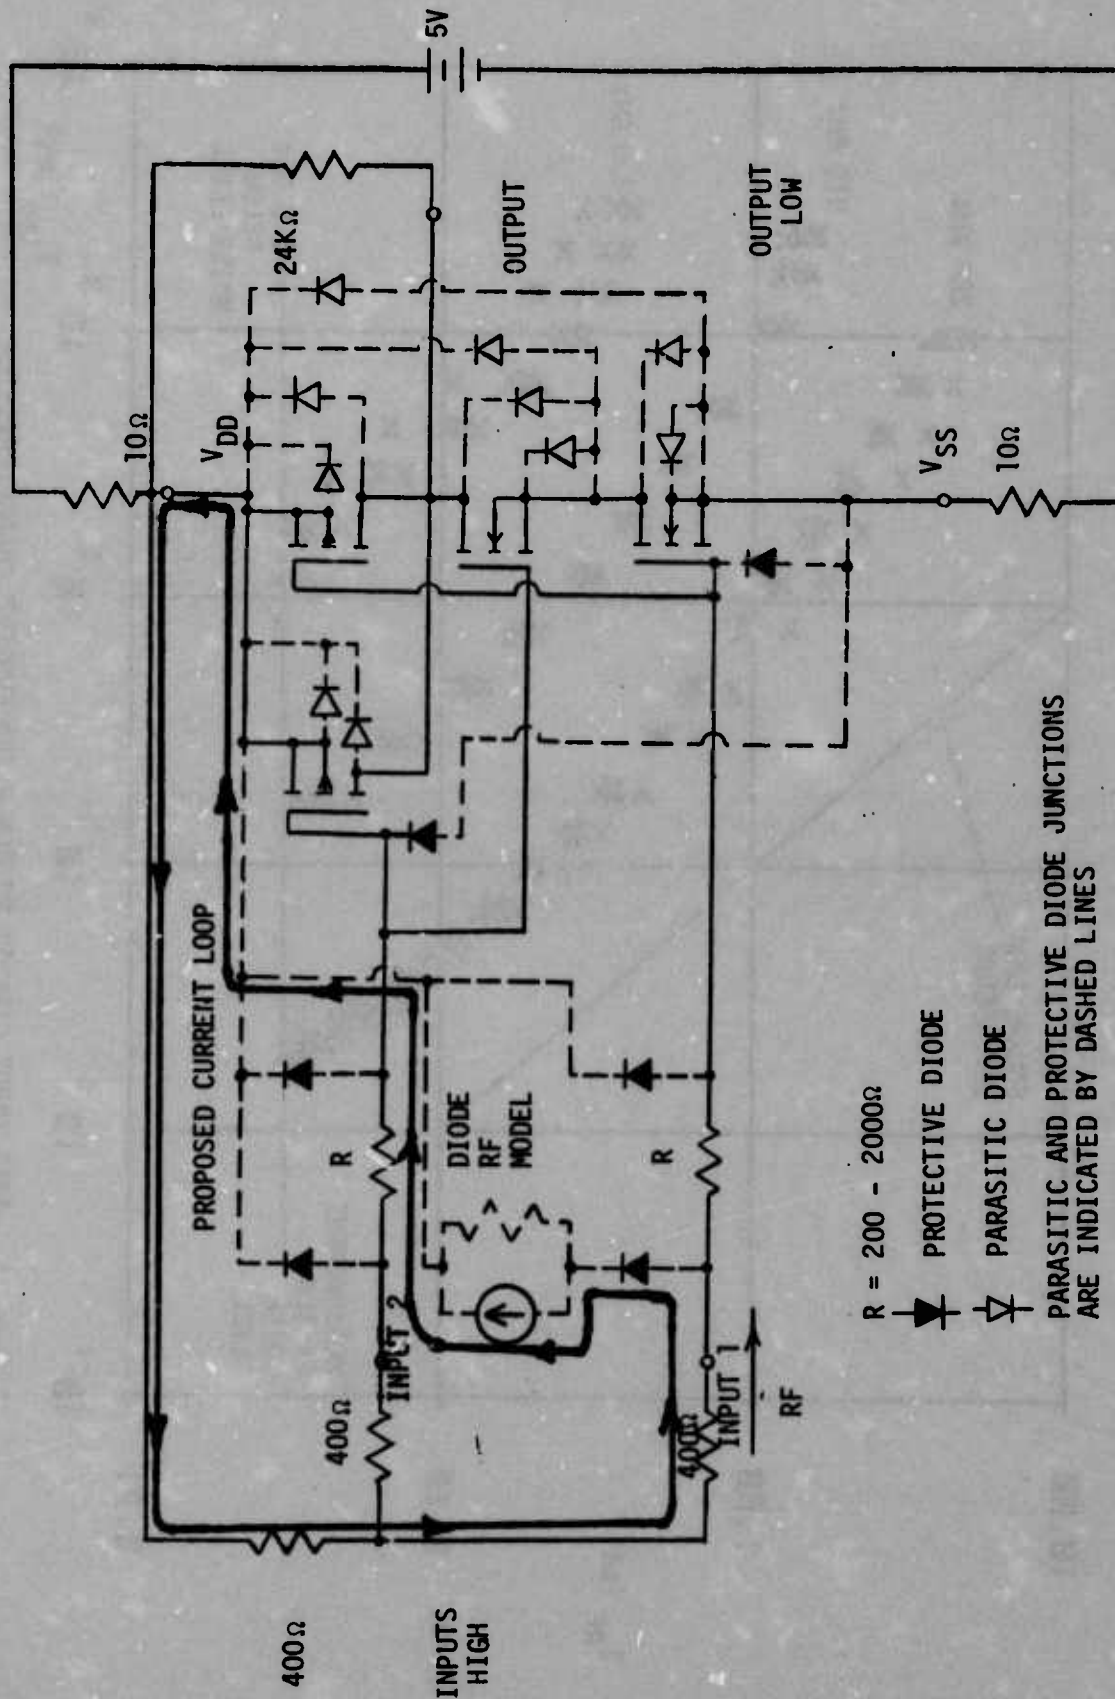 5V
10Ω
V_DD
24KΩ
OUTPUT
OUTPUT
LOW
V_SS
10Ω
PROPOSED CURRENT LOOP
R
DIODE
RF
MODEL
R
400Ω
INPUT 2
400Ω
INPUT 1
RF
400Ω
INPUTS
HIGH
R = 200 - 2000Ω
PROTECTIVE DIODE
PARASITIC DIODE
PARASITIC AND PROTECTIVE DIODE JUNCTIONS
ARE INDICATED BY DASHED LINES